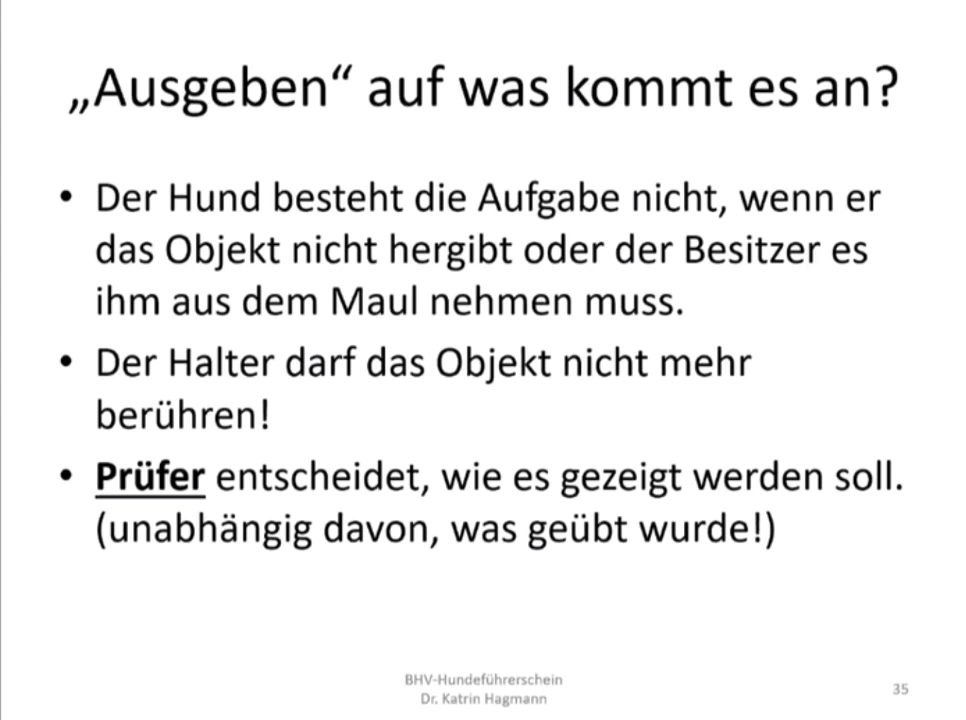 „Ausgeben“ auf was kommt es an?
• Der Hund besteht die Aufgabe nicht, wenn er
das Objekt nicht hergibt oder der Besitzer es
ihm aus dem Maul nehmen muss.
• Der Halter darf das Objekt nicht mehr
berühren!
• Prüfer entscheidet, wie es gezeigt werden soll.
(unabhängig davon, was geübt wurde!)
BHV-Hundeführerschein
Dr. Katrin Hagmann
35